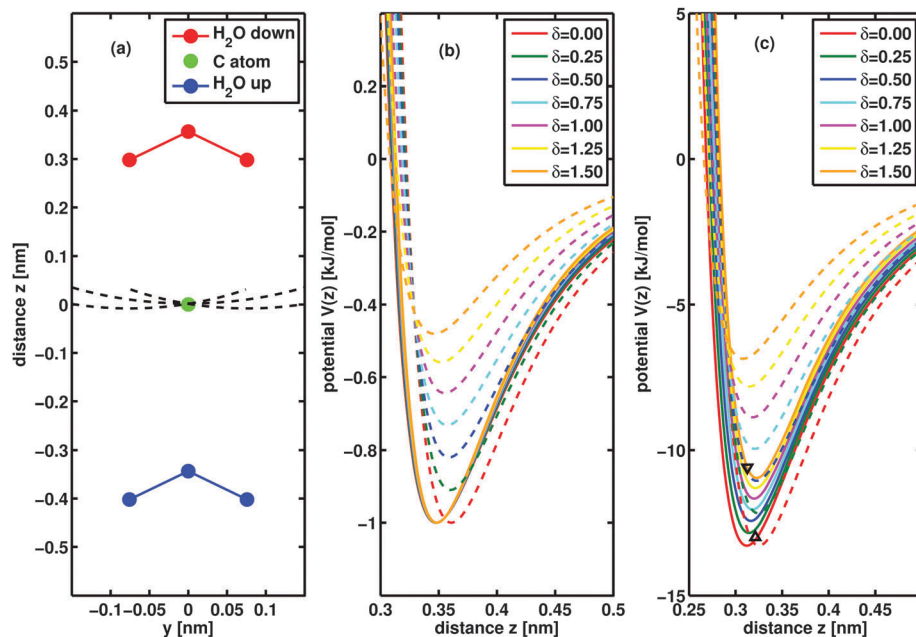 (a)
H2O down
C atom
H2O up
0.5
0.4
0.3
0.2
0.1
0
−0.1
−0.2
−0.3
−0.4
−0.5
distance z [nm]
−0.1 −0.05 0 0.05 0.1
y [nm]
(b)
δ=0.00
δ=0.25
δ=0.50
δ=0.75
δ=1.00
δ=1.25
δ=1.50
0.2
0
−0.2
−0.4
−0.6
−0.8
−1
potential V(z) [kJ/mol]
0.3 0.35 0.4 0.45 0.5
distance z [nm]
(c)
δ=0.00
δ=0.25
δ=0.50
δ=0.75
δ=1.00
δ=1.25
δ=1.50
5
0
−5
−10
−15
potential V(z) [kJ/mol]
0.25 0.3 0.35 0.4 0.45
distance z [nm]